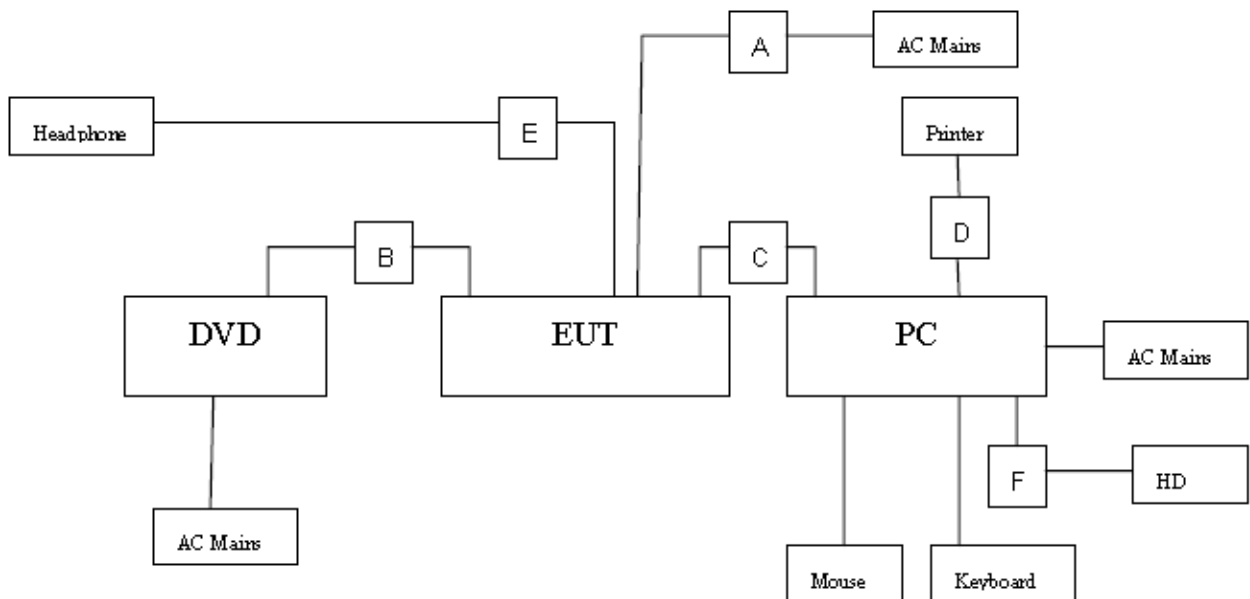 A
AC Mains
Headphone
E
Printer
D
B
C
DVD
EUT
PC
AC Mains
F
HD
AC Mains
Mouse
Keyboard